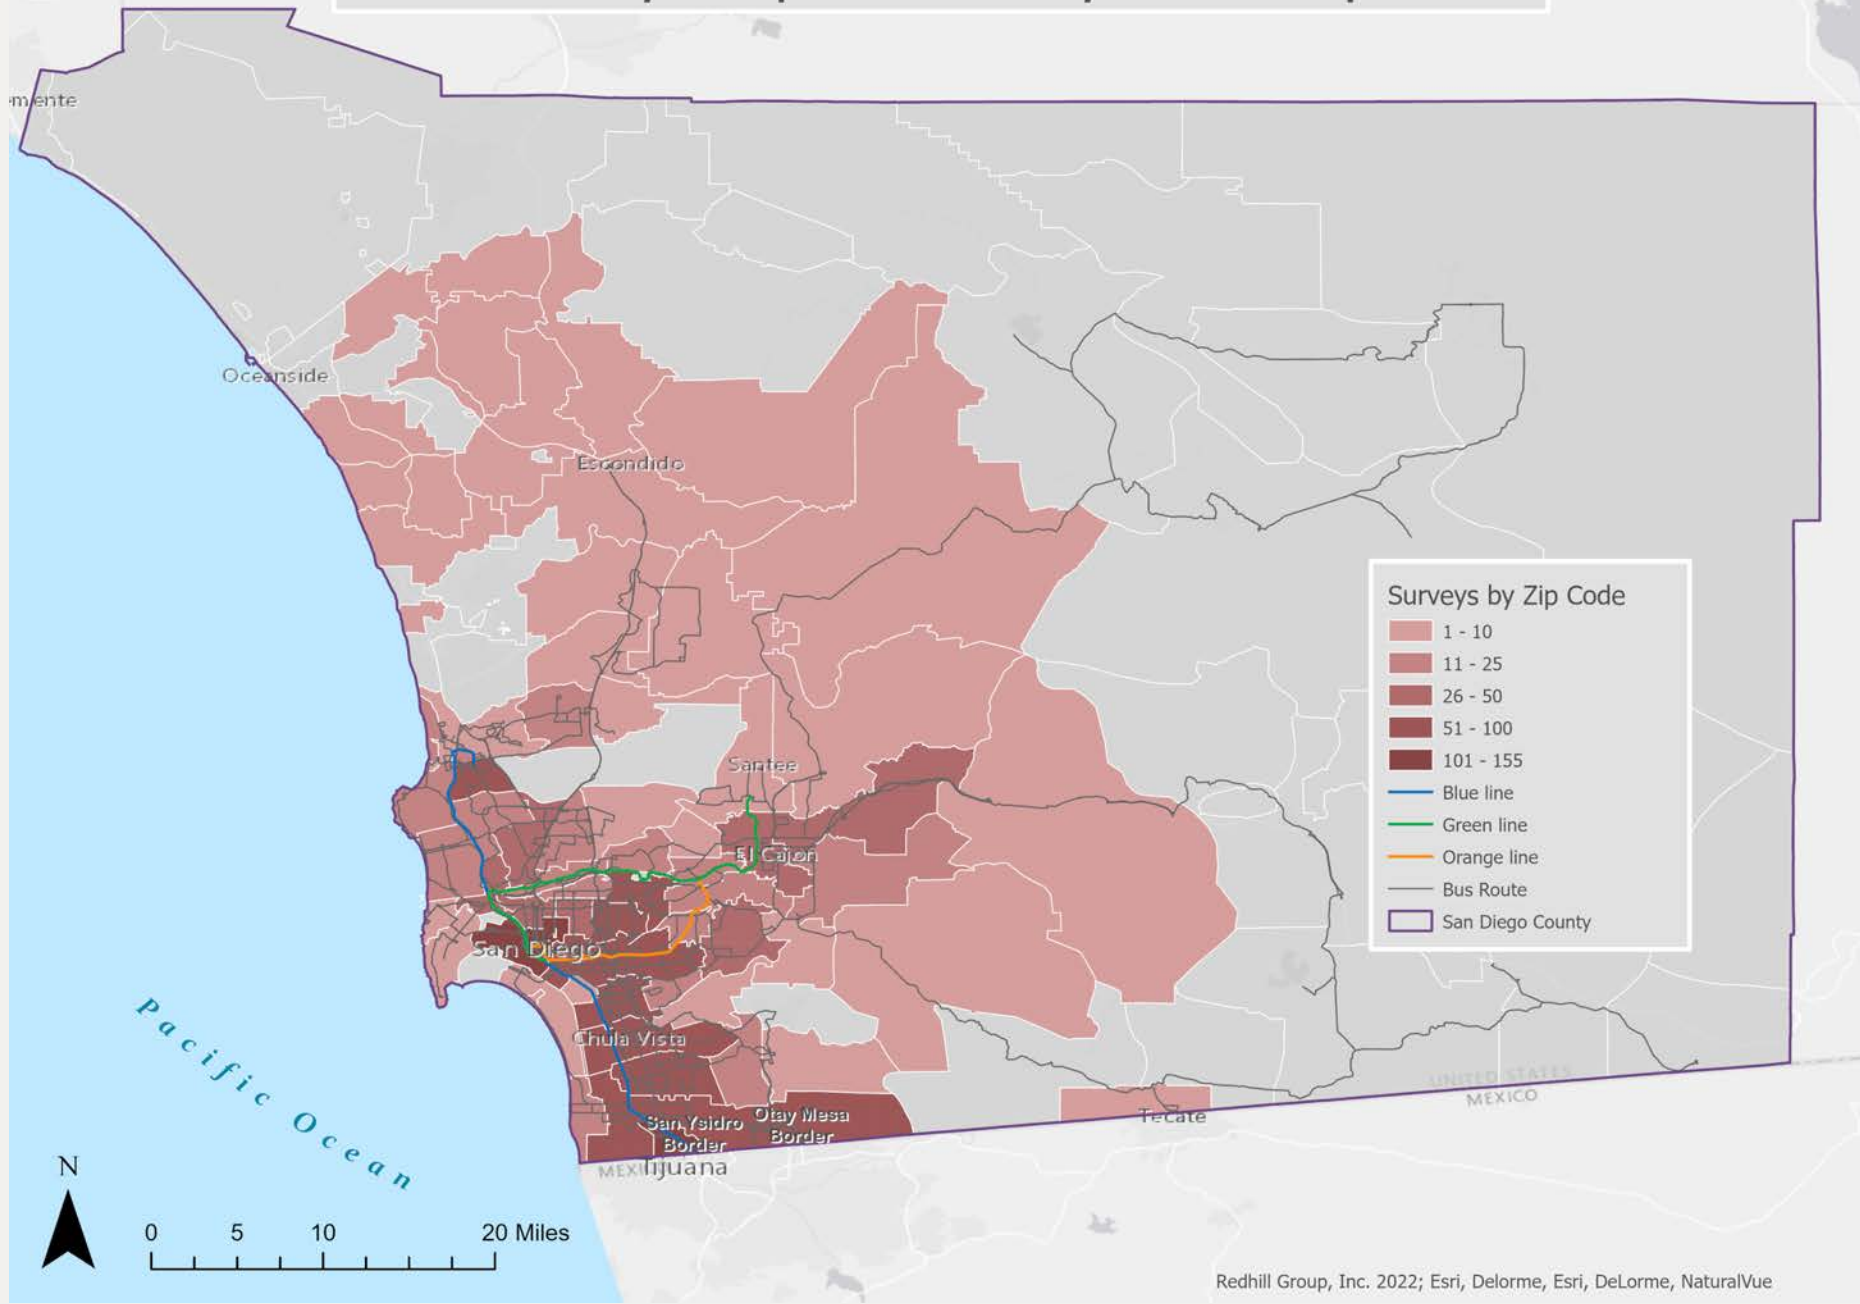 mente
Oceanside
Escondido
Surveys by Zip Code
1 - 10
11 - 25
26 - 50
51 - 100
101 - 155
Blue line
Green line
Orange line
Bus Route
San Diego County
Santee
El Cajon
San Diego
Chula Vista
Pacific Ocean
San Ysidro
Border
Otay Mesa
Border
Tecate
UNITED STATES
MEXICO
MEXI
Tijuana
N
0 5 10 20 Miles
Redhill Group, Inc. 2022; Esri, Delorme, Esri, DeLorme, NaturalVue